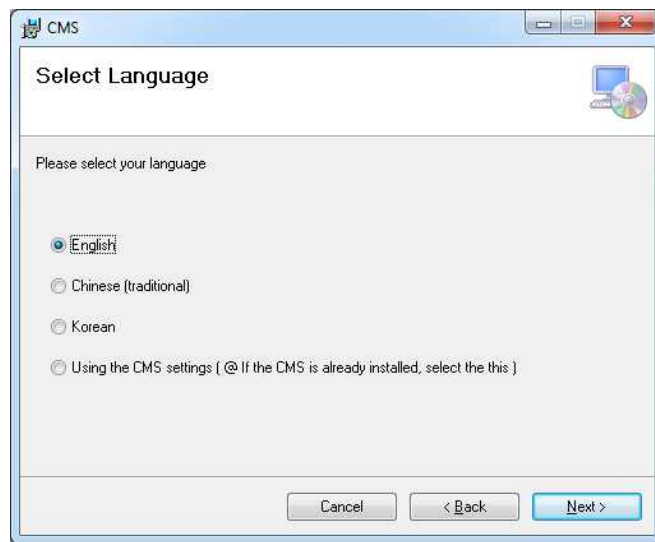 CMS
Select Language
Please select your language
English
Chinese (traditional)
Korean
Using the CMS settings ( @ If the CMS is already installed, select the this )
Cancel
< Back
Next >